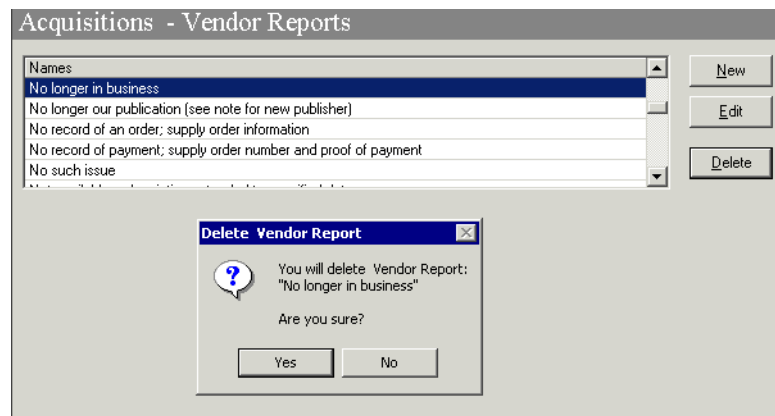 Acquisitions - Vendor Reports
Names
No longer in business
No longer our publication (see note for new publisher)
No record of an order; supply order information
No record of payment; supply order number and proof of payment
No such issue
New
Edit
Delete
Delete Vendor Report
You will delete Vendor Report:
"No longer in business"
Are you sure?
Yes No